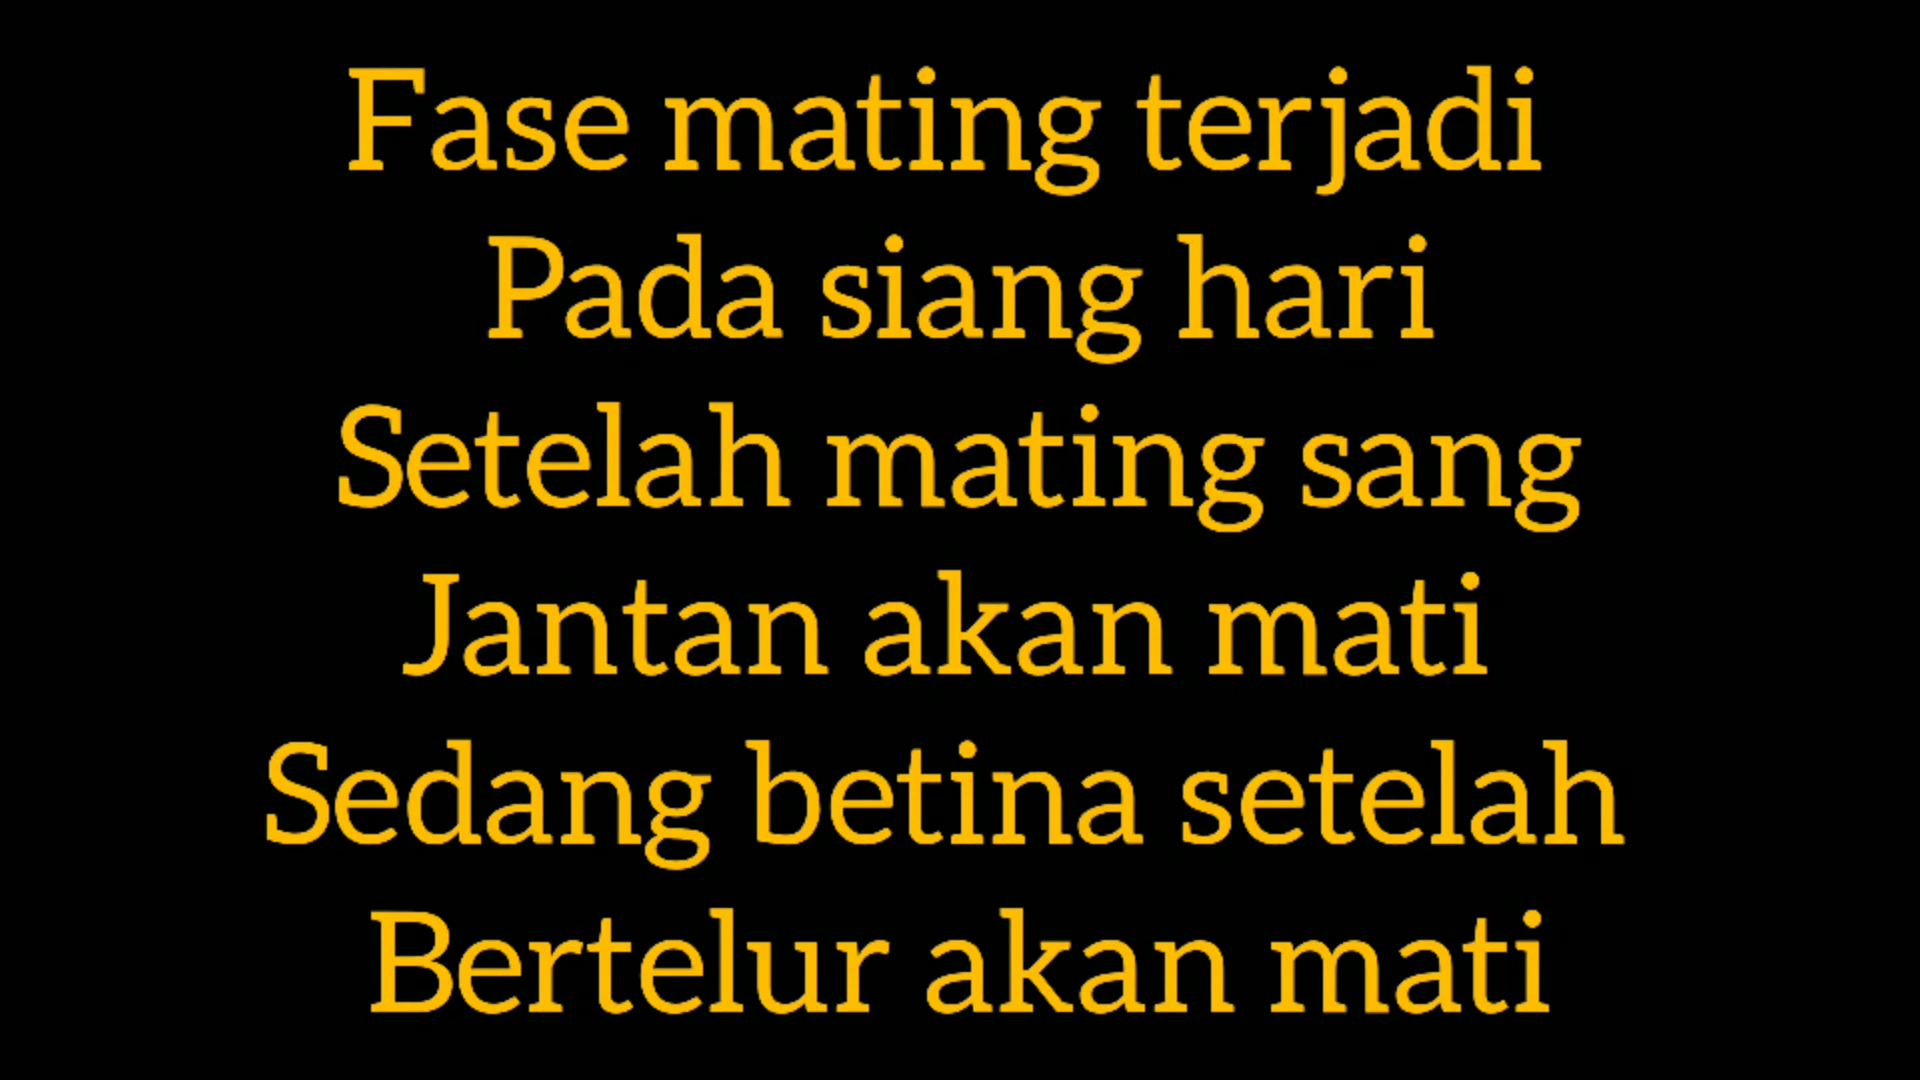 Fase mating terjadi
Pada siang hari
Setelah mating sang
Jantan akan mati
Sedang betina setelah
Bertelur akan mati